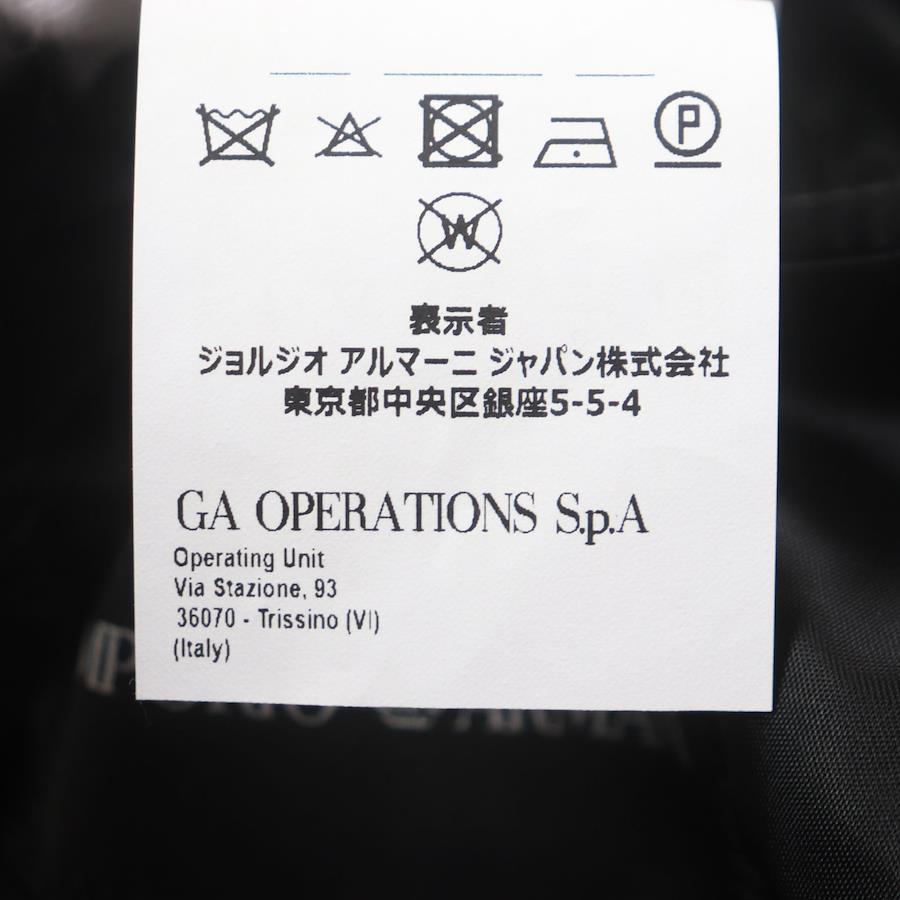 P
W
表示者
ジョルジオ アルマーニ ジャパン株式会社
東京都中央区銀座5-5-4
GA OPERATIONS S.p.A
Operating Unit
Via Stazione, 93
36070 - Trissino (VI)
(Italy)